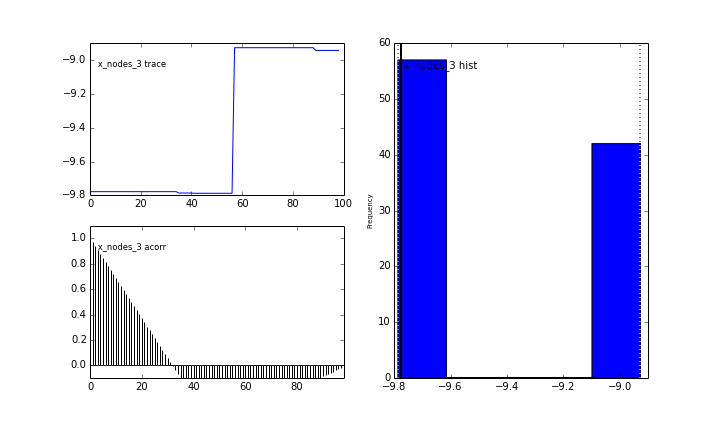 −9.0
−9.2
−9.4
−9.6
−9.8
x_nodes_3 trace
0 20 40 60 80 100
1.0
0.8
0.6
0.4
0.2
0.0
x_nodes_3 acorr
0 20 40 60 80
Frequency
60
50
40
30
20
10
0
x_nodes_3 hist
−9.8 −9.6 −9.4 −9.2 −9.0